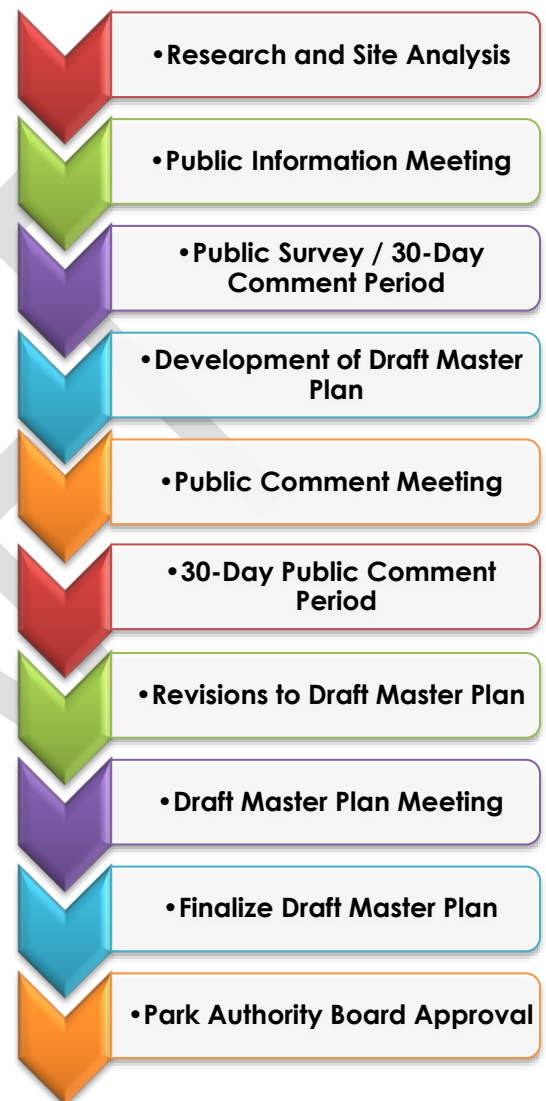 •Research and Site Analysis
•Public Information Meeting
•Public Survey / 30-Day
Comment Period
•Development of Draft Master
Plan
•Public Comment Meeting
•30-Day Public Comment
Period
•Revisions to Draft Master Plan
•Draft Master Plan Meeting
•Finalize Draft Master Plan
•Park Authority Board Approval